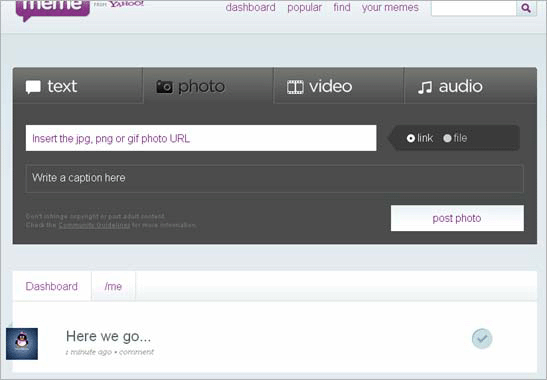 meme FROM YAHOO!
dashboard popular find your memes
text photo video audio
Insert the jpg, png or gif photo URL
link file
Write a caption here
Don't infringe copyright or post adult content.
Check the Community Guidelines for more information.
post photo
Dashboard /me
Here we go...
1 minute ago • comment